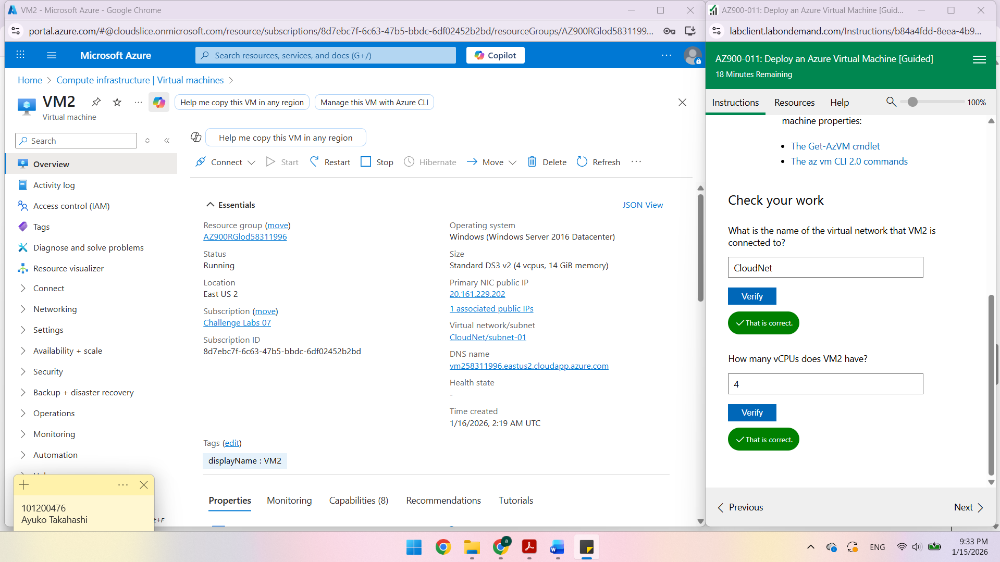 VM2 - Microsoft Azure - Google Chrome
portal.azure.com/#@cloudslice.onmicrosoft.com/resource/subscriptions/8d7ebc7f-6c63-47b5-bbdc-6df02452b2bd/resourceGroups/AZ900RGlod5831199...
Microsoft Azure
Search resources, services, and docs (G+/)
Copilot
Home > Compute infrastructure | Virtual machines >
VM2
Virtual machine
Help me copy this VM in any region
Manage this VM with Azure CLI
Search
Overview
Activity log
Access control (IAM)
Tags
Diagnose and solve problems
Resource visualizer
Connect
Networking
Settings
Availability + scale
Security
Backup + disaster recovery
Operations
Monitoring
Automation
Help me copy this VM in any region
Connect
Start
Restart
Stop
Hibernate
Move
Delete
Refresh
Essentials
JSON View
Resource group (move)
AZ900RGlod58311996
Status
Running
Location
East US 2
Subscription (move)
Challenge Labs 07
Subscription ID
8d7ebc7f-6c63-47b5-bbdc-6df02452b2bd
Operating system
Windows (Windows Server 2016 Datacenter)
Size
Standard DS3 v2 (4 vcpus, 14 GiB memory)
Primary NIC public IP
20.161.229.202
1 associated public IPs
Virtual network/subnet
CloudNet/subnet-01
DNS name
vm258311996.eastus2.cloudapp.azure.com
Health state
-
Time created
1/16/2026, 2:19 AM UTC
Tags (edit)
displayName : VM2
Properties
Monitoring
Capabilities (8)
Recommendations
Tutorials
101200476
Ayuko Takahashi
AZ900-011: Deploy an Azure Virtual Machine [Guid...
labclient.labondemand.com/Instructions/b84a4fdd-8eea-4b9...
AZ900-011: Deploy an Azure Virtual Machine [Guided]
18 Minutes Remaining
Instructions
Resources
Help
100%
machine properties:
• The Get-AzVM cmdlet
• The az vm CLI 2.0 commands
Check your work
What is the name of the virtual network that VM2 is
connected to?
CloudNet
Verify
That is correct.
How many vCPUs does VM2 have?
4
Verify
That is correct.
Previous
Next
ENG
9:33 PM
1/15/2026